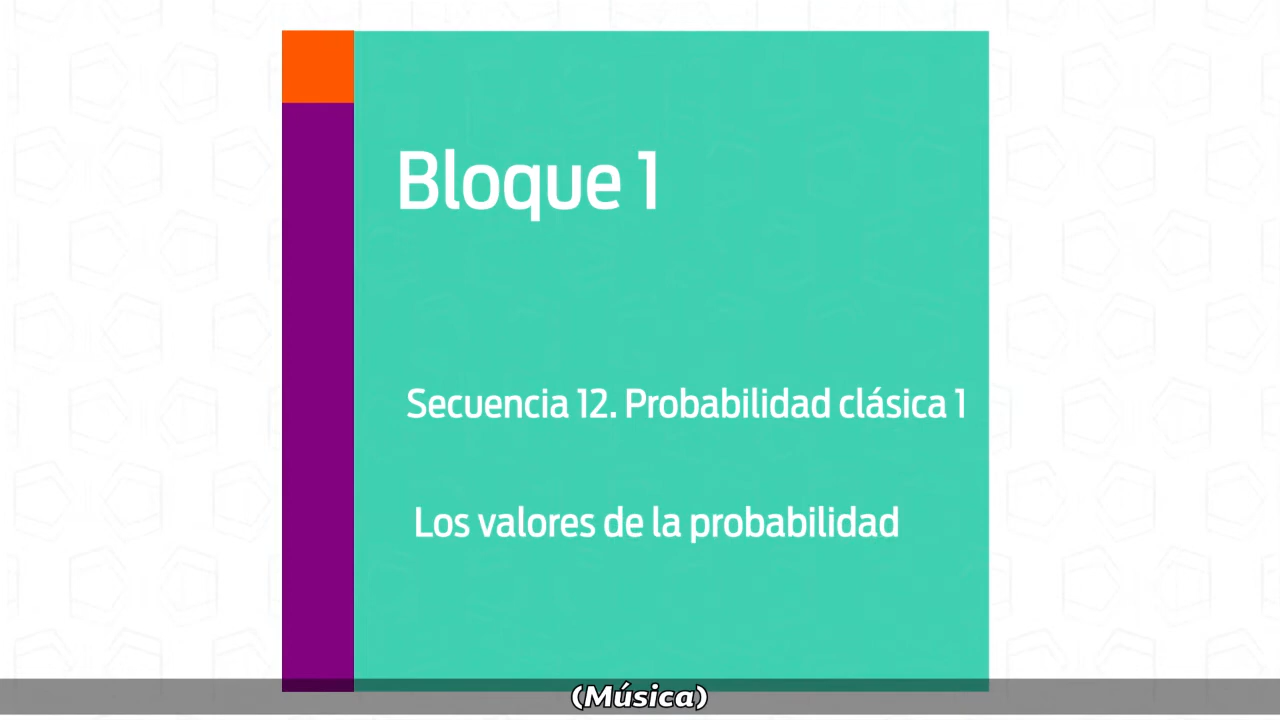 Bloque 1
Secuencia 12. Probabilidad clásica 1
Los valores de la probabilidad
(Música)